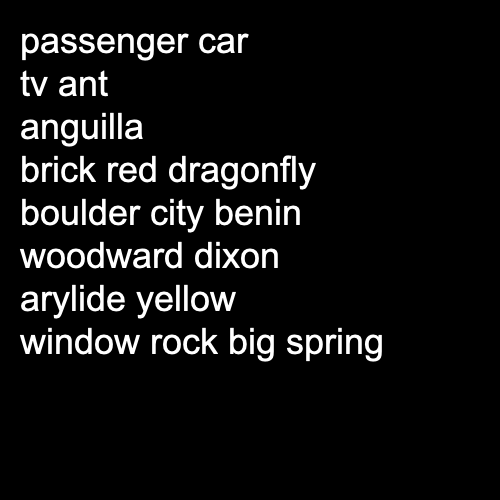 passenger car
tv ant
anguilla
brick red dragonfly
boulder city benin
woodward dixon
arylide yellow
window rock big spring